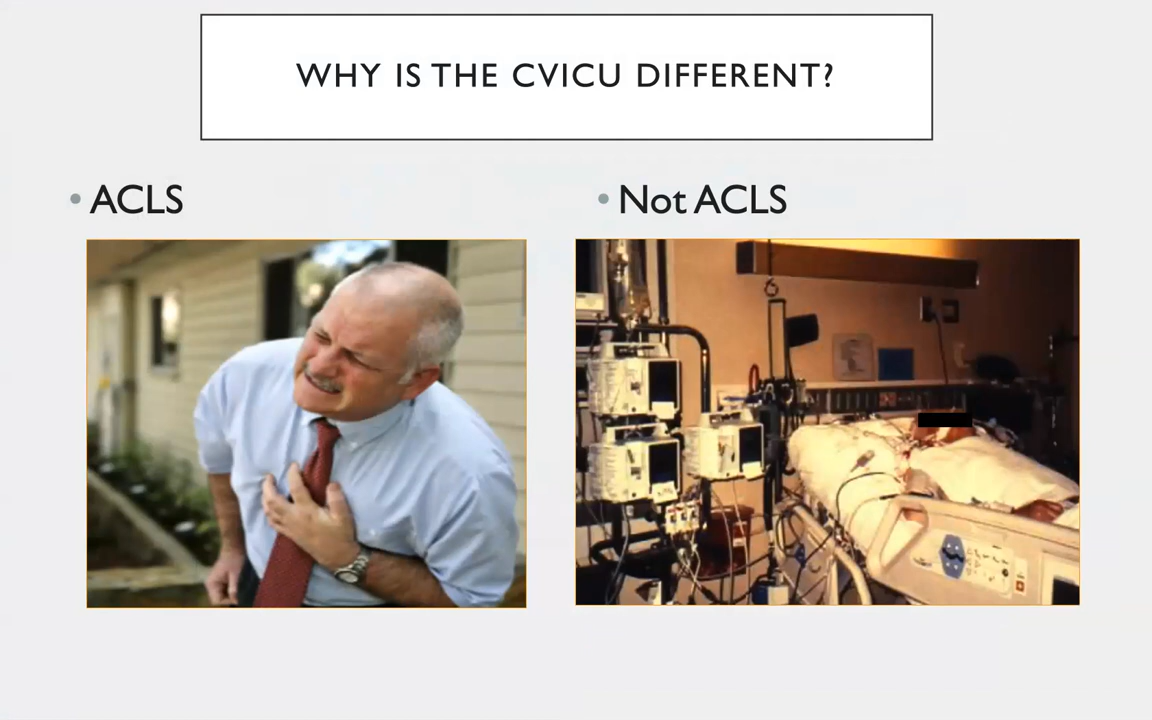 WHY IS THE CVICU DIFFERENT?
• ACLS
• Not ACLS